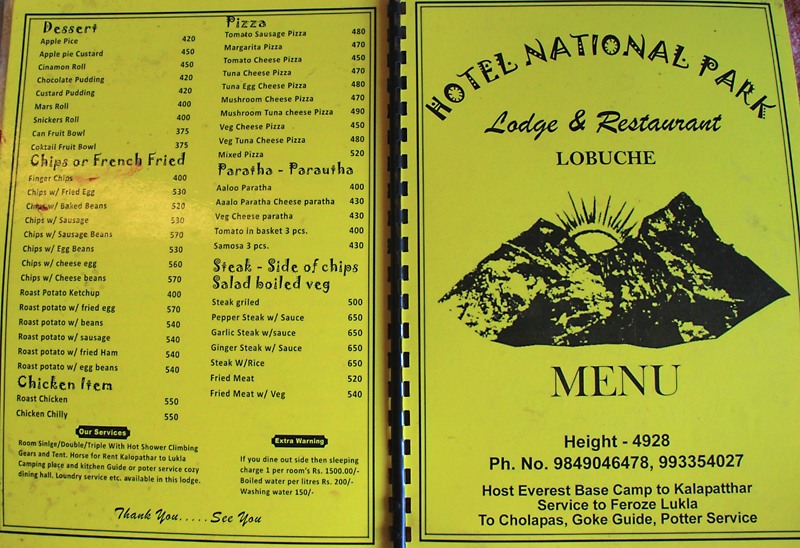 Dessert
Apple Pice 420
Apple pie Custard 450
Cinamon Roll 450
Chocolate Pudding 420
Custard Pudding 420
Mars Roll 400
Snickers Roll 400
Can Fruit Bowl 375
Coktail Fruit Bowl 375
Chips or French Fried
Finger Chips 400
Chips w/ Fried Egg 530
Chips w/ Baked Beans 520
Chips w/ Sausage 530
Chips w/ Sausage Beans 570
Chips w/ Egg Beans 530
Chips w/ cheese egg 560
Chips w/ Cheese beans 570
Roast Potato Ketchup 400
Roast potato w/ fried egg 570
Roast potato w/ beans 540
Roast potato w/ sausage 540
Roast potato w/ fried Ham 540
Roast potato w/ egg beans 540
Chicken Item
Roast Chicken 550
Chicken Chilly 550
Our Services
Room Sinlge/Double/Triple With Hot Shower Climbing
Gears and Tent. Horse for Rent Kalopathar to Lukla
Camping place and kitchen Guide or poter service cozy
dining hall. Loundry service etc. available in this lodge.
Pizza
Tomato Sausage Pizza 480
Margarita Pizza 470
Tomato Cheese Pizza 450
Tuna Cheese Pizza 470
Tuna Egg Cheese Pizza 480
Mushroom Cheese Pizza 470
Mushroom Tuna cheese Pizza 490
Veg Cheese Pizza 450
Veg Tuna Cheese Pizza 480
Mixed Pizza 520
Paratha - Parautha
Aaloo Paratha 400
Aaalo Paratha Cheese paratha 430
Veg Cheese paratha 430
Tomato in basket 3 pcs. 400
Samosa 3 pcs. 430
Steak - Side of chips
Salad boiled veg
Steak griled 500
Pepper Steak w/ Sauce 650
Garlic Steak w/sauce 650
Ginger Steak w/ Sauce 650
Steak W/Rice 650
Fried Meat 520
Fried Meat w/ Veg 540
Extra Warning
If you dine out side then sleeping
charge 1 per room's Rs. 1500.00/-
Boiled water per litres Rs. 200/-
Washing water 150/-
Thank You.....See You
HOTEL NATIONAL PARK
Lodge & Restaurant
LOBUCHE
MENU
Height - 4928
Ph. No. 9849046478, 993354027
Host Everest Base Camp to Kalapatthar
Service to Feroze Lukla
To Cholapas, Goke Guide, Potter Service